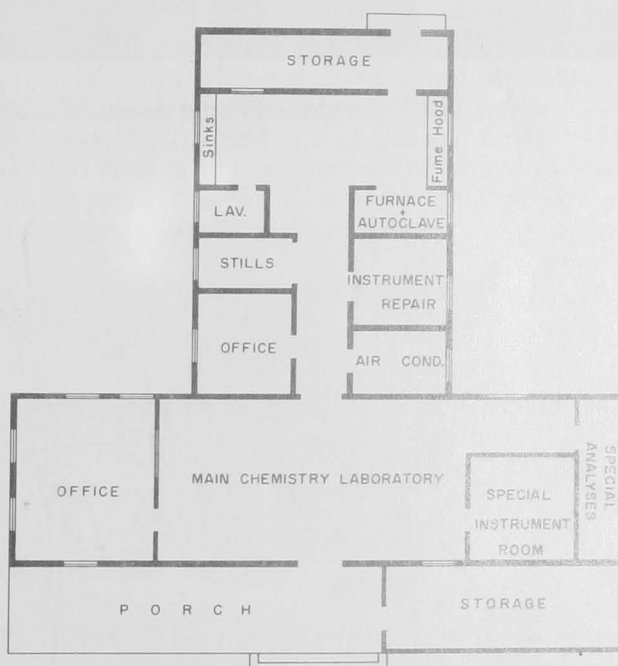 STORAGE
Sinks
Fume Hood
LAV.
FURNACE
+
AUTOCLAVE
STILLS
INSTRUMENT
REPAIR
OFFICE
AIR COND.
OFFICE
MAIN CHEMISTRY LABORATORY
SPECIAL
INSTRUMENT
ROOM
SPECIAL
ANALYSES
PORCH
STORAGE